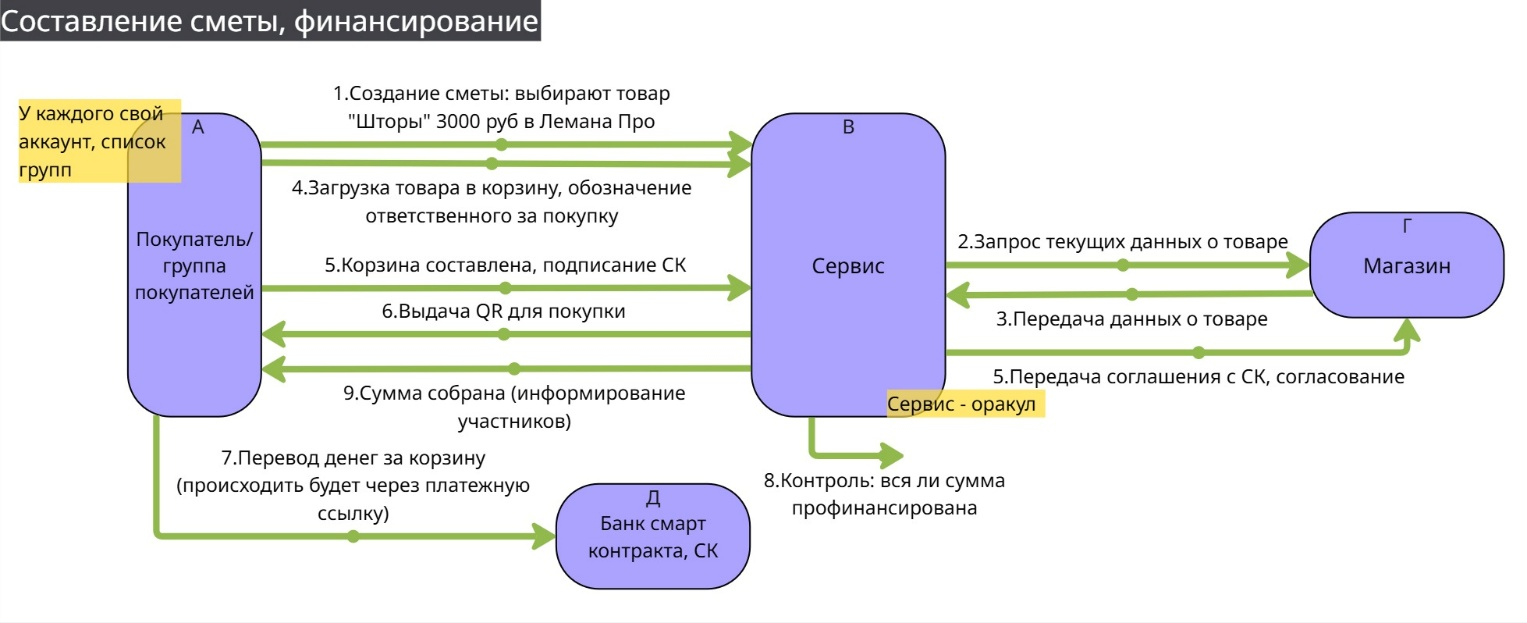 Составление сметы, финансирование
У каждого свой
аккаунт, список
групп
А
Покупатель/
группа
покупателей
1.Создание сметы: выбирают товар
"Шторы" 3000 руб в Лемана Про
4.Загрузка товара в корзину, обозначение
ответственного за покупку
5.Корзина составлена, подписание СК
6.Выдача QR для покупки
9.Сумма собрана (информирование
участников)
7.Перевод денег за корзину
(происходить будет через платежную
ссылку)
В
Сервис
Сервис - оракул
2.Запрос текущих данных о товаре
3.Передача данных о товаре
5.Передача соглашения с СК, согласование
Г
Магазин
8.Контроль: вся ли сумма
профинансирована
Д
Банк смарт
контракта, СК